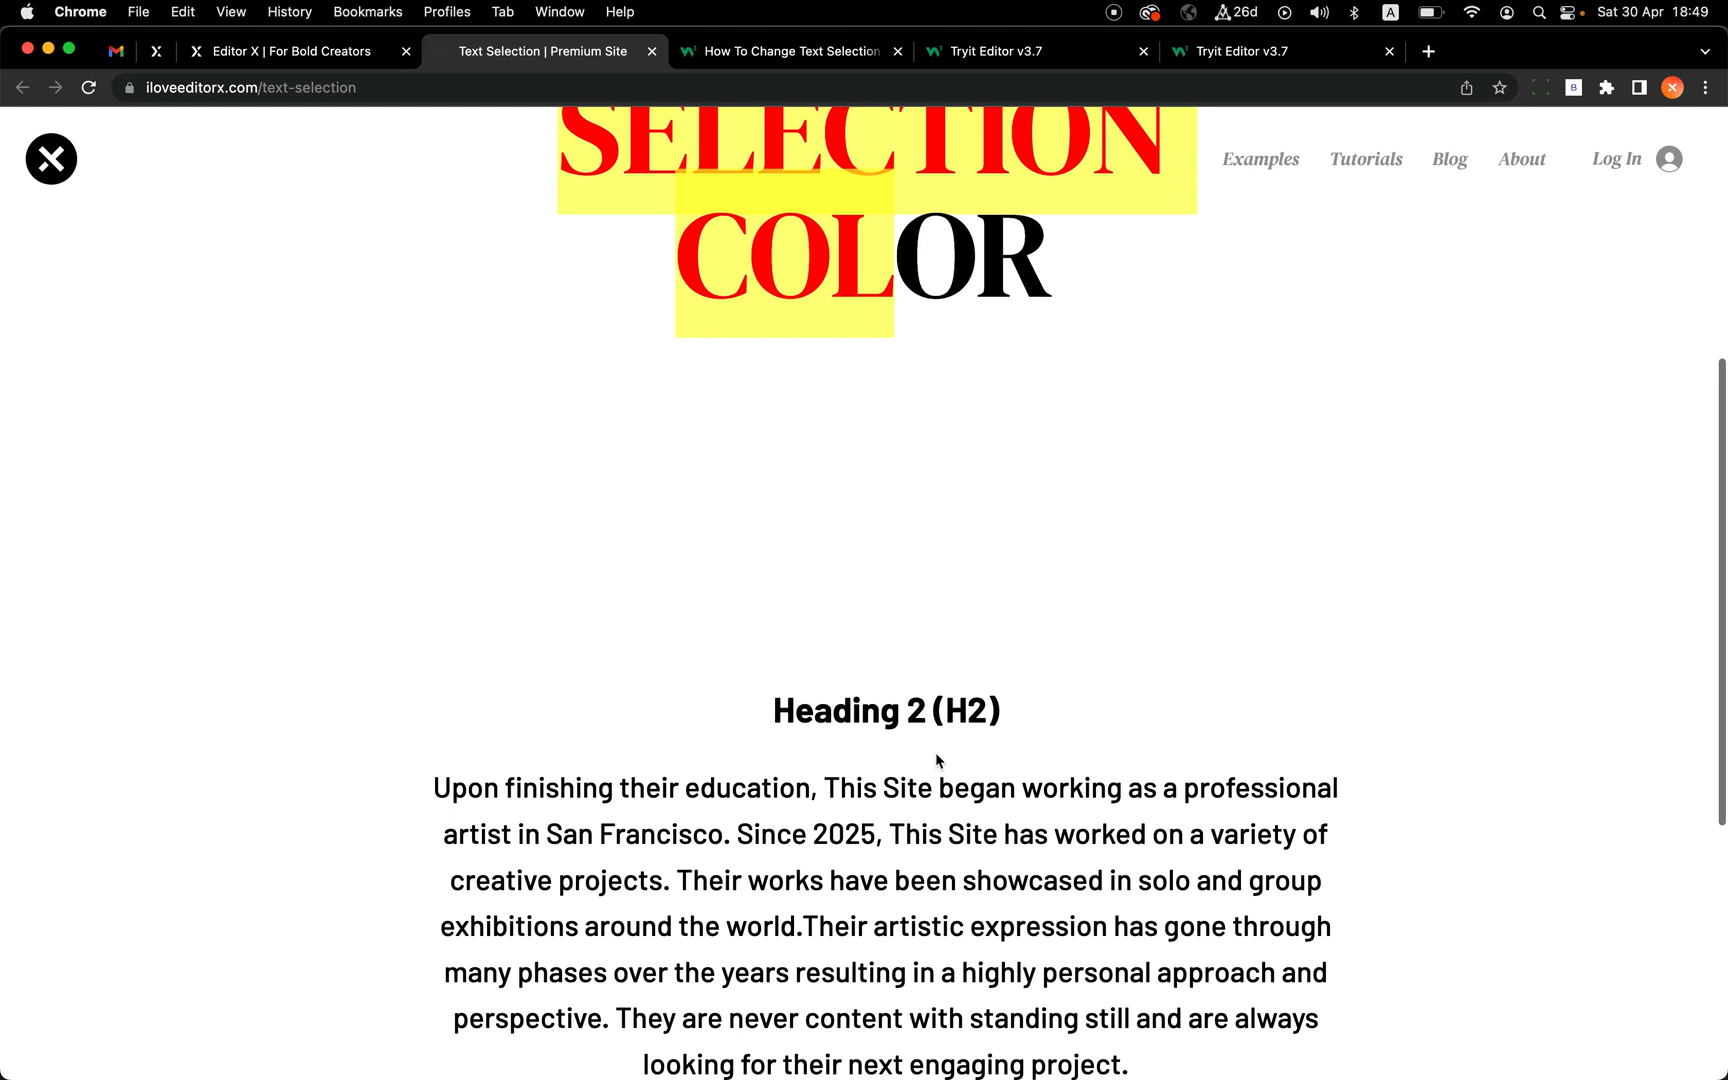 Chrome File Edit View History Bookmarks Profiles Tab Window Help 26d A Sat 30 Apr 18:49
Editor X | For Bold Creators Text Selection | Premium Site How To Change Text Selection Tryit Editor v3.7 Tryit Editor v3.7
iloveeditorx.com/text-selection
SELECTION
Examples Tutorials Blog About Log In
COLOR
Heading 2 (H2)
Upon finishing their education, This Site began working as a professional
artist in San Francisco. Since 2025, This Site has worked on a variety of
creative projects. Their works have been showcased in solo and group
exhibitions around the world.Their artistic expression has gone through
many phases over the years resulting in a highly personal approach and
perspective. They are never content with standing still and are always
looking for their next engaging project.